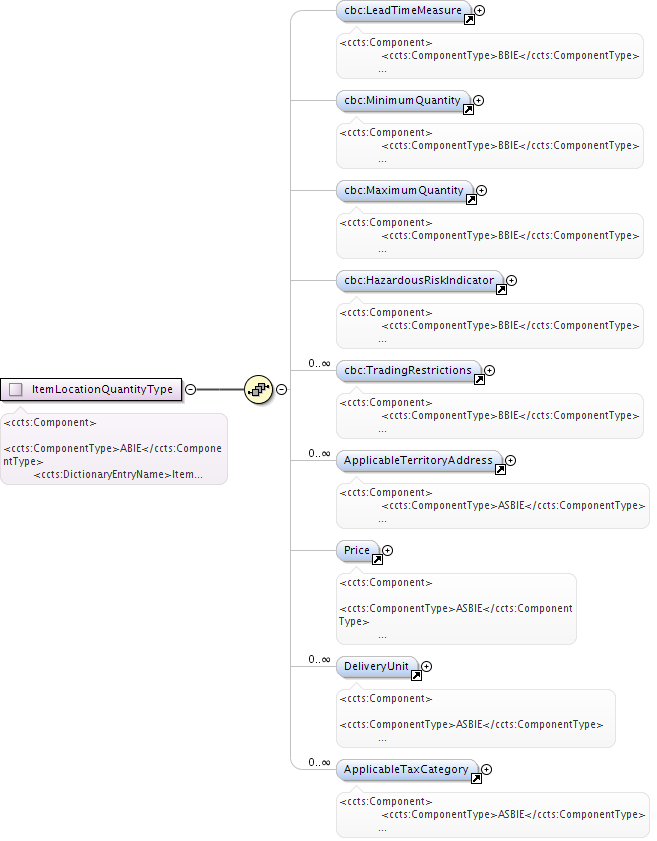 cbc:LeadTimeMeasure
<ccts:Component>
<ccts:ComponentType>BBIE</ccts:ComponentType>
...
cbc:MinimumQuantity
<ccts:Component>
<ccts:ComponentType>BBIE</ccts:ComponentType>
...
cbc:MaximumQuantity
<ccts:Component>
<ccts:ComponentType>BBIE</ccts:ComponentType>
...
cbc:HazardousRiskIndicator
<ccts:Component>
<ccts:ComponentType>BBIE</ccts:ComponentType>
...
ItemLocationQuantityType
<ccts:Component>
<ccts:ComponentType>ABIE</ccts:Compone
ntType>
<ccts:DictionaryEntryName>Item...
0..∞
cbc:TradingRestrictions
<ccts:Component>
<ccts:ComponentType>BBIE</ccts:ComponentType>
...
0..∞
ApplicableTerritoryAddress
<ccts:Component>
<ccts:ComponentType>ASBIE</ccts:ComponentType>
...
Price
<ccts:Component>
<ccts:ComponentType>ASBIE</ccts:Component
Type>
...
0..∞
DeliveryUnit
<ccts:Component>
<ccts:ComponentType>ASBIE</ccts:ComponentType>
...
0..∞
ApplicableTaxCategory
<ccts:Component>
<ccts:ComponentType>ASBIE</ccts:ComponentType>
...